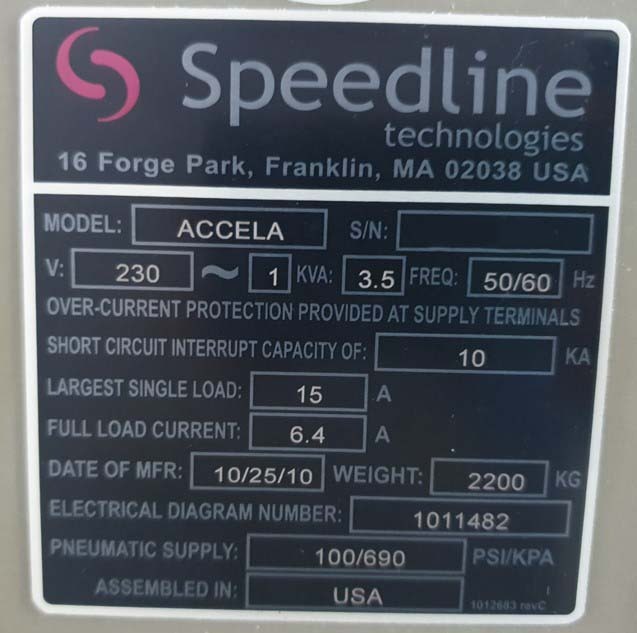 Speedline
technologies
16 Forge Park, Franklin, MA 02038 USA
MODEL: ACCELA S/N:
V: 230 ~ 1 KVA: 3.5 FREQ: 50/60 Hz
OVER-CURRENT PROTECTION PROVIDED AT SUPPLY TERMINALS
SHORT CIRCUIT INTERRUPT CAPACITY OF: 10 KA
LARGEST SINGLE LOAD: 15 A
FULL LOAD CURRENT: 6.4 A
DATE OF MFR: 10/25/10 WEIGHT: 2200 KG
ELECTRICAL DIAGRAM NUMBER: 1011482
PNEUMATIC SUPPLY: 100/690 PSI/KPA
ASSEMBLED IN: USA
1012683 revC